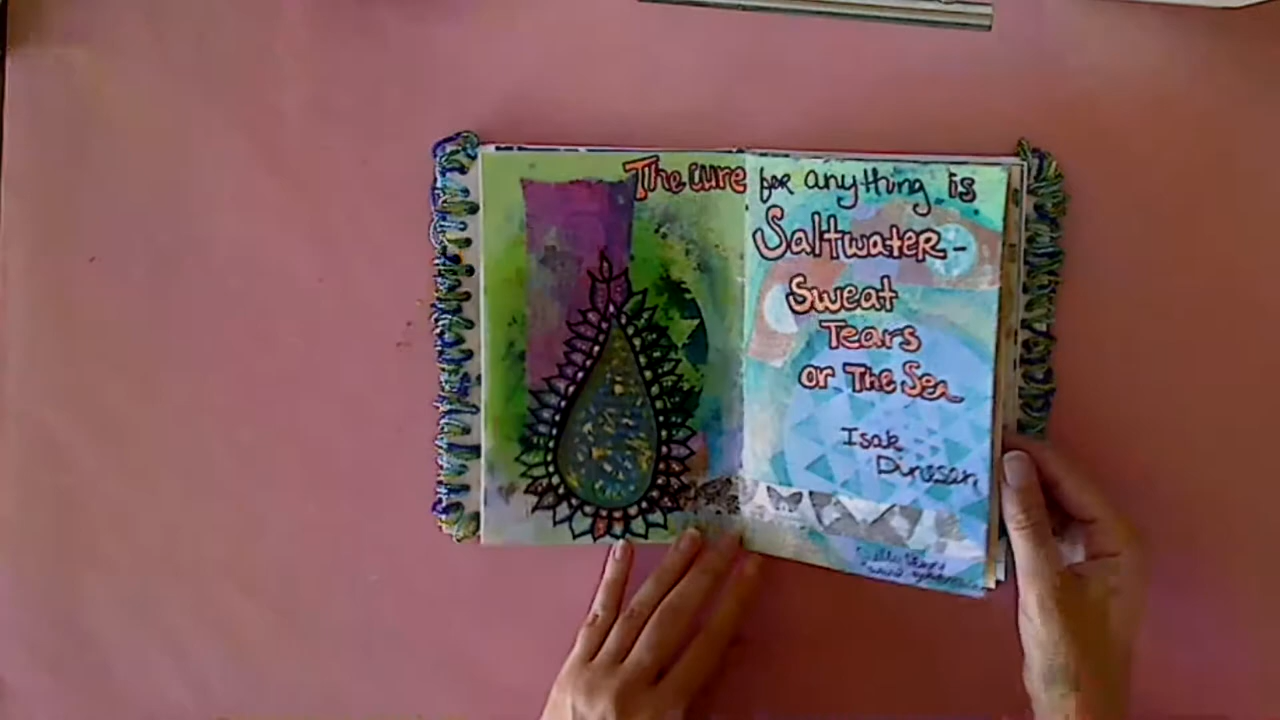 The cure for anything is
Saltwater -
Sweat
Tears
or The Sea
Isak
Dinesen